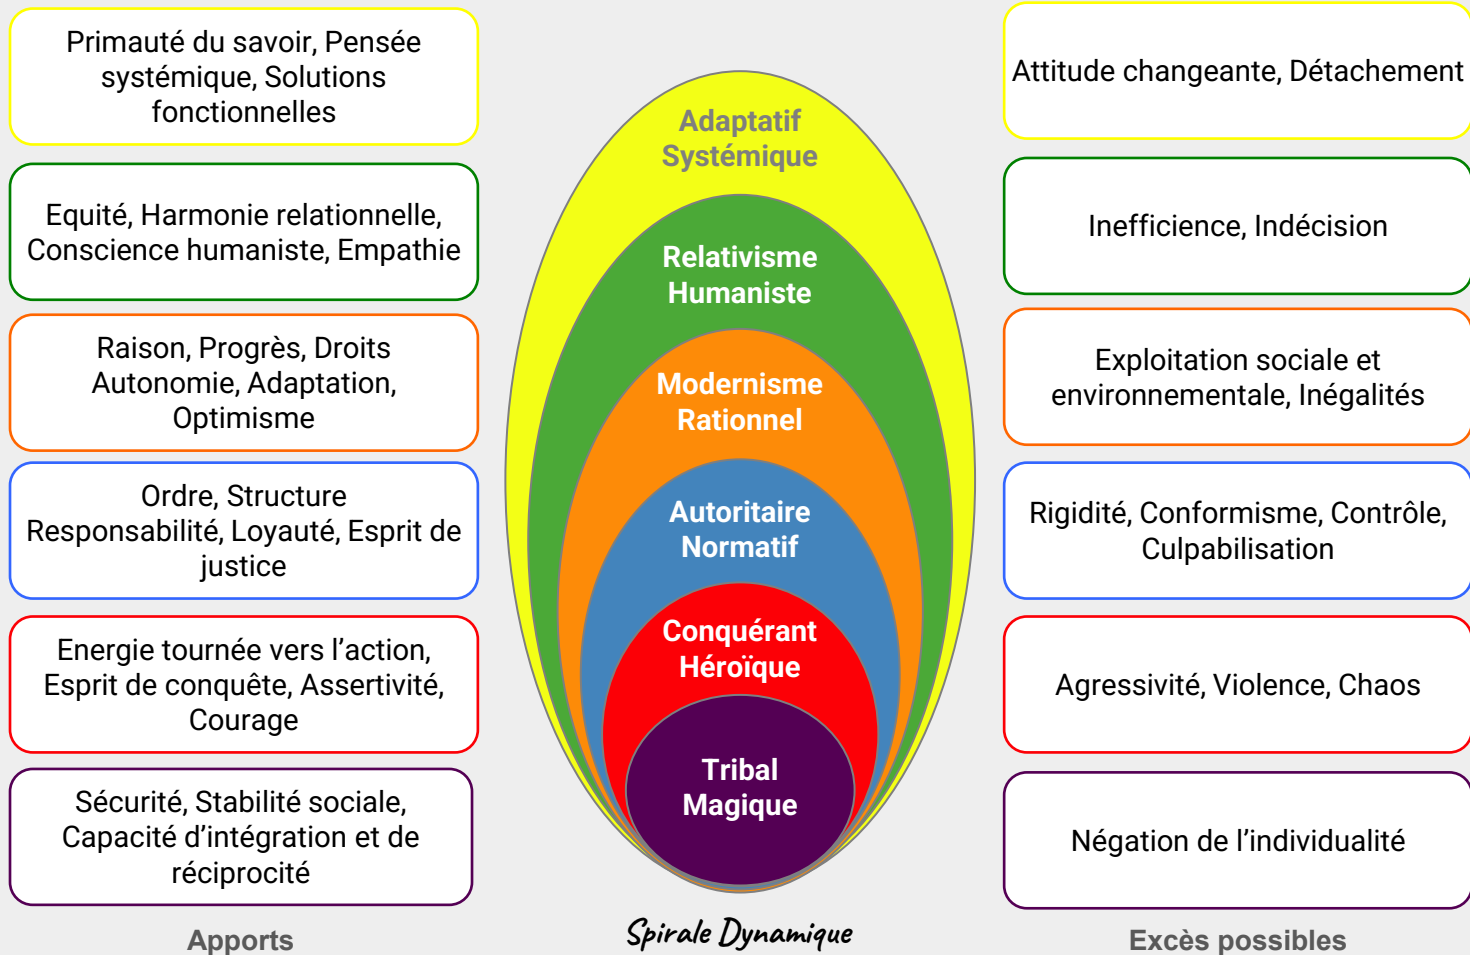 Primauté du savoir, Pensée
systémique, Solutions
fonctionnelles
Adaptatif
Systémique
Attitude changeante, Détachement
Equité, Harmonie relationnelle,
Conscience humaniste, Empathie
Relativisme
Humaniste
Inefficience, Indécision
Raison, Progrès, Droits
Autonomie, Adaptation,
Optimisme
Modernisme
Rationnel
Exploitation sociale et
environnementale, Inégalités
Ordre, Structure
Responsabilité, Loyauté, Esprit de
justice
Autoritaire
Normatif
Rigidité, Conformisme, Contrôle,
Culpabilisation
Energie tournée vers l’action,
Esprit de conquête, Assertivité,
Courage
Conquérant
Héroïque
Agressivité, Violence, Chaos
Sécurité, Stabilité sociale,
Capacité d’intégration et de
réciprocité
Tribal
Magique
Négation de l’individualité
Apports
Spirale Dynamique
Excès possibles